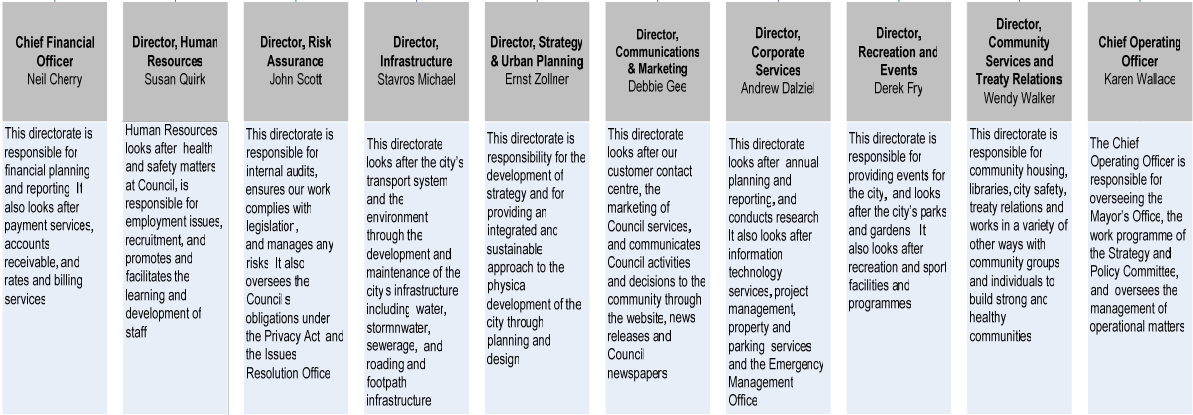 Chief Financial
Officer
Neil Cherry
This directorate is
responsible for
financial planning
and reporting It
also looks after
payment services,
accounts
receivable, and
rates and billing
services
Director, Human
Resources
Susan Quirk
Human Resources
looks after health
and safety matters
at Council, is
responsible for
employment issues,
recruitment, and
promotes and
facilitates the
learning and
development of
staff
Director, Risk
Assurance
John Scott
This directorate is
responsible for
internal audits,
ensures our work
complies with
legislation,
and manages any
risks It also
oversees the
Council s
obligations under
the Privacy Act and
the Issues
Resolution Office
Director,
Infrastructure
Stavros Michael
This directorate
looks after the city's
transport system
and the
environment
through the
development and
maintenance of the
city s infrastructure
including water,
stormnwater,
sewerage, and
roading and
footpath
infrastructure
Director, Strategy
& Urban Planning
Ernst Zollner
This directorate is
responsibility for the
development of
strategy and for
providing an
integrated and
sustainable
approach to the
physical
development of the
city through
planning and
design
Director,
Communications
& Marketing
Debbie Gee
This directorate
looks after our
customer contact
centre, the
marketing of
Council services,
and communicates
Council activities
and decisions to the
community through
the website, news
releases and
Council
newspapers
Director,
Corporate
Services
Andrew Dalziel
This directorate
looks after annual
planning and
reporting, and
conducts research
It also looks after
information
technology
services, project
management,
property and
parking services
and the Emergency
Management
Office
Director,
Recreation and
Events
Derek Fry
This directorate is
responsible for
providing events for
the city, and looks
after the city's parks
and gardens It
also looks after
recreation and sport
facilities and
programmes
Director,
Community
Services and
Treaty Relations
Wendy Walker
This directorate is
responsible for
community housing,
libraries, city safety,
treaty relations and
works in a variety of
other ways with
community groups
and individuals to
build strong and
healthy
communities
Chief Operating
Officer
Karen Wallace
The Chief
Operating Officer is
responsible for
overseeing the
Mayor's Office, the
work programme of
the Strategy and
Policy Committee,
and oversees the
management of
operational matters